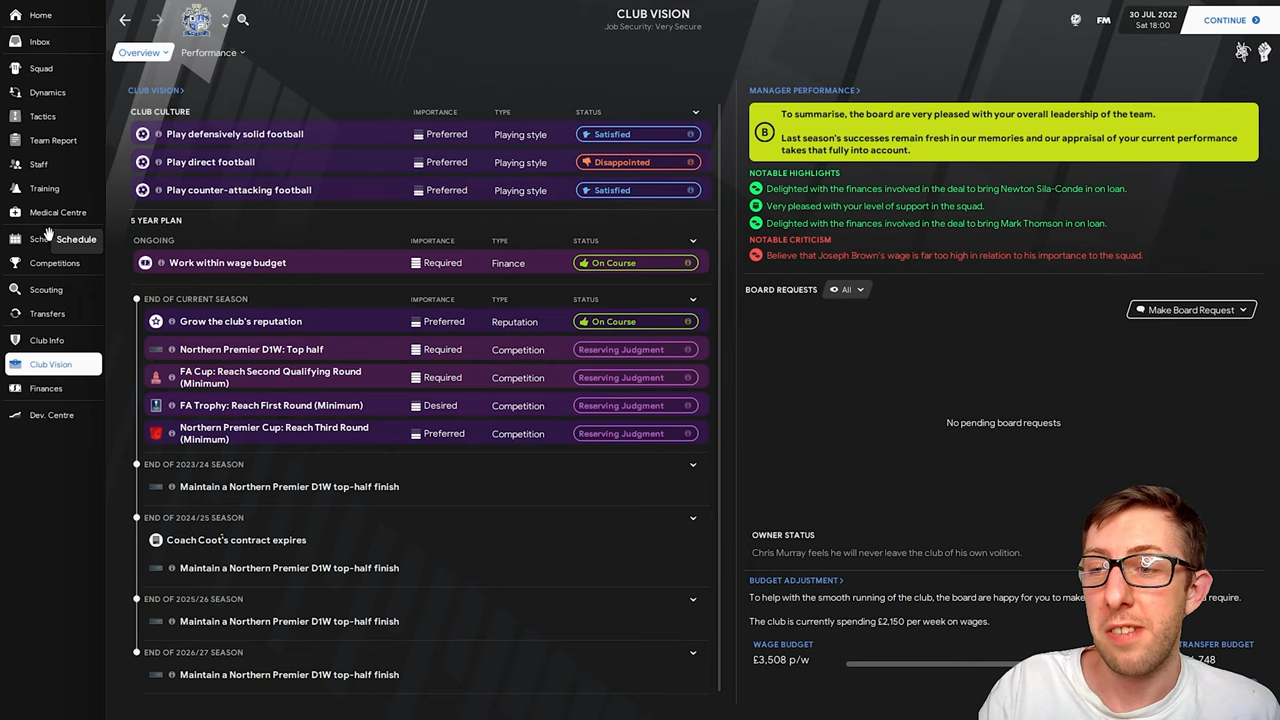 Home
Inbox
Squad
Dynamics
Tactics
Team Report
Staff
Training
Medical Centre
Schedule
Competitions
Scouting
Transfers
Club Info
Club Vision
Finances
Dev. Centre
CLUB VISION
Job Security: Very Secure
FM
30 JUL 2022
Sat 18:00
CONTINUE
Overview
Performance
CLUB VISION>
CLUB CULTURE IMPORTANCE TYPE STATUS
Play defensively solid football Preferred Playing style Satisfied
Play direct football Preferred Playing style Disappointed
Play counter-attacking football Preferred Playing style Satisfied
5 YEAR PLAN
ONGOING IMPORTANCE TYPE STATUS
Work within wage budget Required Finance On Course
END OF CURRENT SEASON IMPORTANCE TYPE STATUS
Grow the club's reputation Preferred Reputation On Course
Northern Premier D1W: Top half Required Competition Reserving Judgment
FA Cup: Reach Second Qualifying Round
(Minimum) Required Competition Reserving Judgment
FA Trophy: Reach First Round (Minimum) Desired Competition Reserving Judgment
Northern Premier Cup: Reach Third Round
(Minimum) Preferred Competition Reserving Judgment
END OF 2023/24 SEASON
Maintain a Northern Premier D1W top-half finish
END OF 2024/25 SEASON
Coach Coot's contract expires
Maintain a Northern Premier D1W top-half finish
END OF 2025/26 SEASON
Maintain a Northern Premier D1W top-half finish
END OF 2026/27 SEASON
Maintain a Northern Premier D1W top-half finish
MANAGER PERFORMANCE>
B
To summarise, the board are very pleased with your overall leadership of the team.
Last season's successes remain fresh in our memories and our appraisal of your current performance
takes that fully into account.
NOTABLE HIGHLIGHTS
Delighted with the finances involved in the deal to bring Newton Sila-Conde in on loan.
Very pleased with your level of support in the squad.
Delighted with the finances involved in the deal to bring Mark Thomson in on loan.
NOTABLE CRITICISM
Believe that Joseph Brown's wage is far too high in relation to his importance to the squad.
BOARD REQUESTS All
Make Board Request
No pending board requests
OWNER STATUS
Chris Murray feels he will never leave the club of his own volition.
BUDGET ADJUSTMENT>
To help with the smooth running of the club, the board are happy for you to make require.
The club is currently spending £2,150 per week on wages.
WAGE BUDGET TRANSFER BUDGET
£3,508 p/w 748